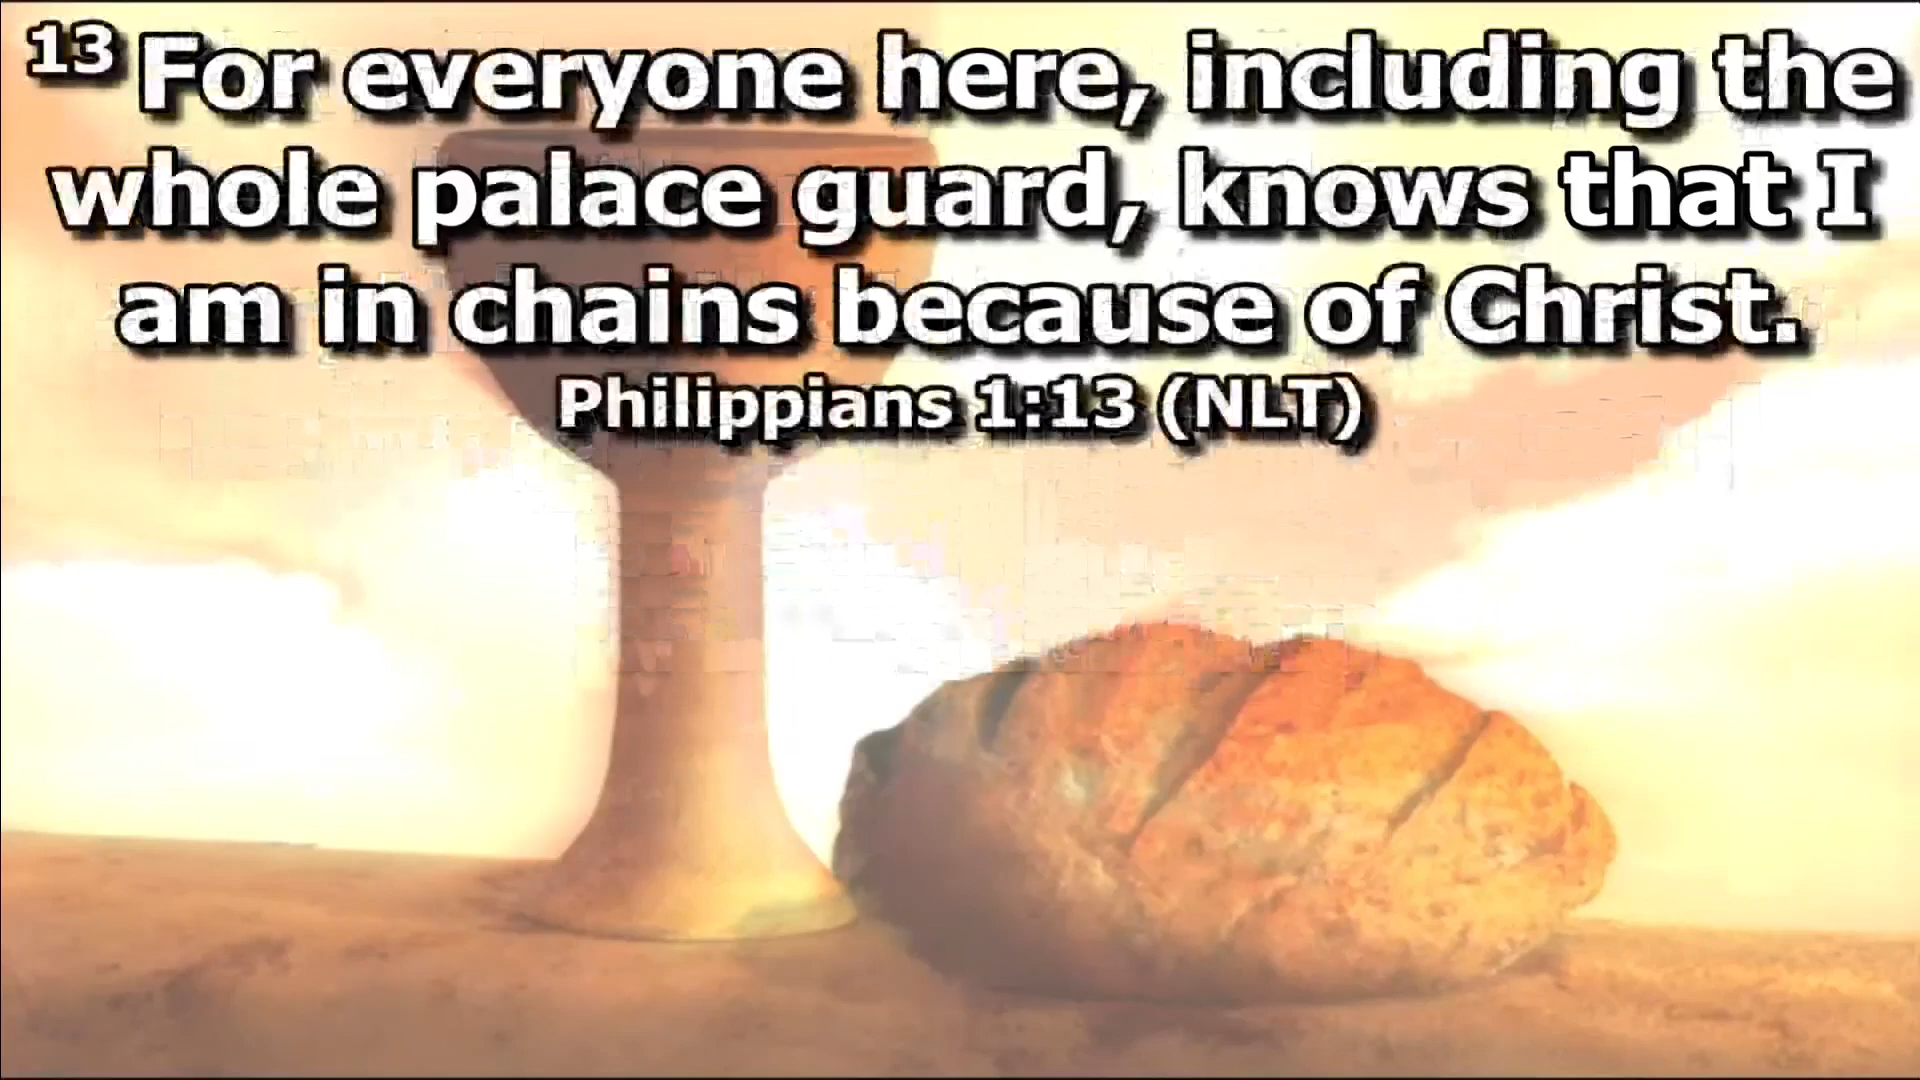 13 For everyone here, including the
whole palace guard, knows that I
am in chains because of Christ.
Philippians 1:13 (NLT)